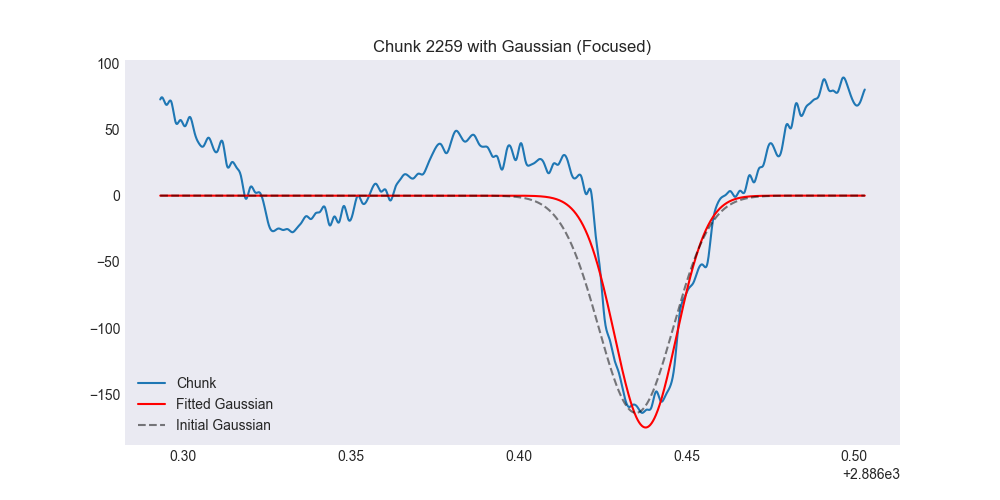 Chunk 2259 with Gaussian (Focused)
100
50
0
−50
−100
−150
Chunk
Fitted Gaussian
Initial Gaussian
0.30 0.35 0.40 0.45 0.50
+2.886e3